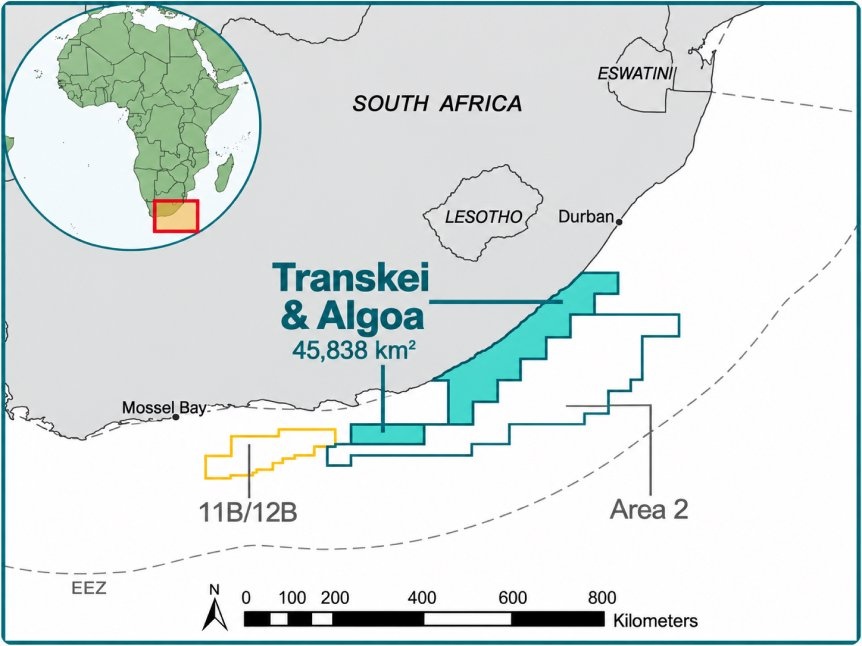 ESWATINI
SOUTH AFRICA
LESOTHO
Durban
Transkei
& Algoa
45,838 km²
Mossel Bay
11B/12B
Area 2
EEZ
N
0 100 200 400 600 800
Kilometers